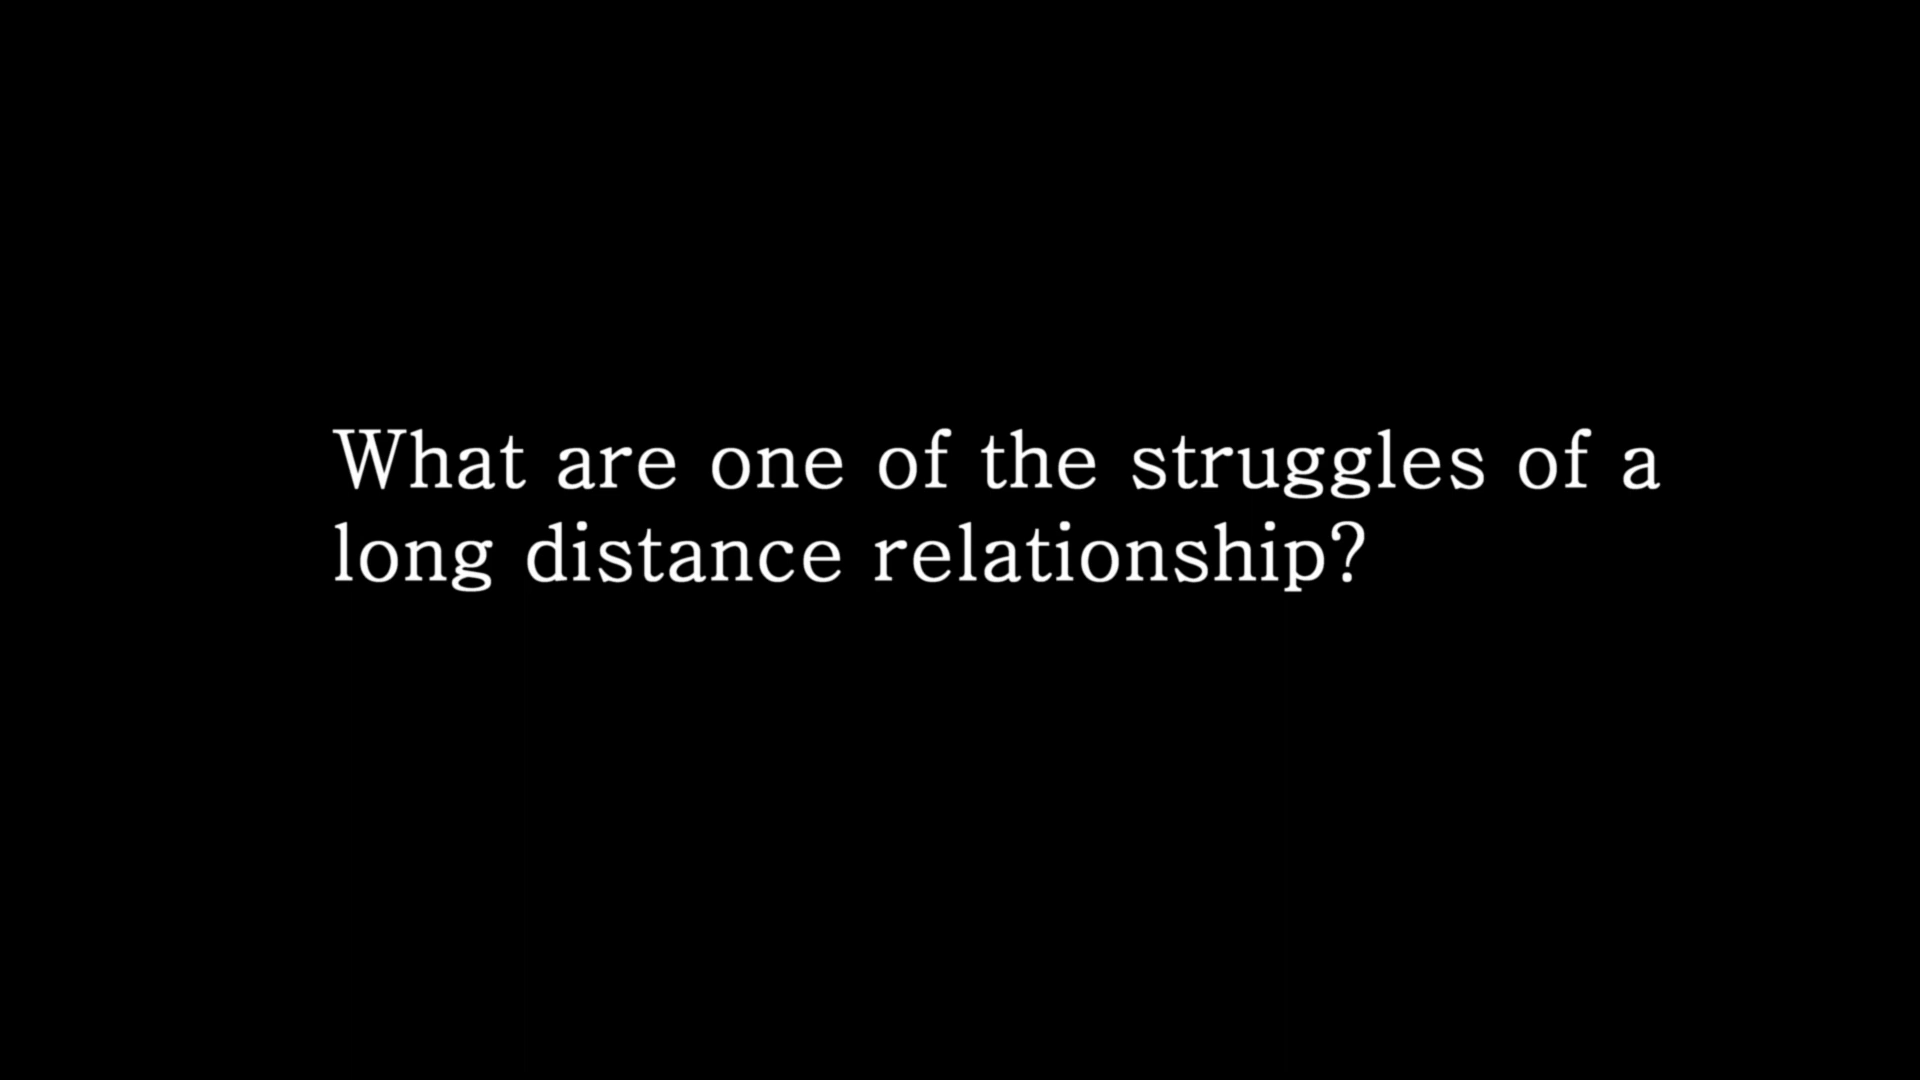 What are one of the struggles of a
long distance relationship?